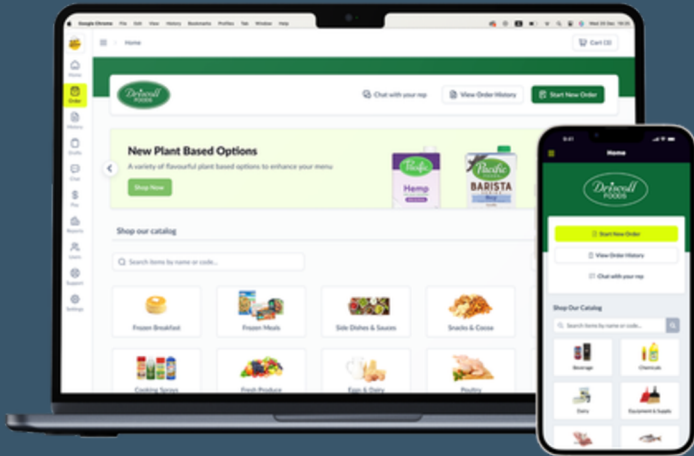 Google Chrome File Edit View History Bookmarks Profiles Tab Window Help
Home
Cart (3)
Home
Order
History
Drafts
Chat
Pay
Reports
Users
Support
Settings
Driscoll
FOODS
Chat with your rep
View Order History
Start New Order
New Plant Based Options
A variety of flavourful plant based options to enhance your menu
Shop Now
Pacific
Hemp
Pacific
FOODS
BARISTA
SERIES
Shop our catalog
Search items by name or code...
Frozen Breakfast
Frozen Meals
Side Dishes & Sauces
Snacks & Cocoa
Cooking Sprays
Fresh Produce
Eggs & Dairy
Poultry
9:41
Home
Driscoll
FOODS
Start New Order
View Order History
Chat with your rep
Shop Our Catalog
Search items by name or code...
Beverage
Chemicals
Dairy
Equipment & Supply